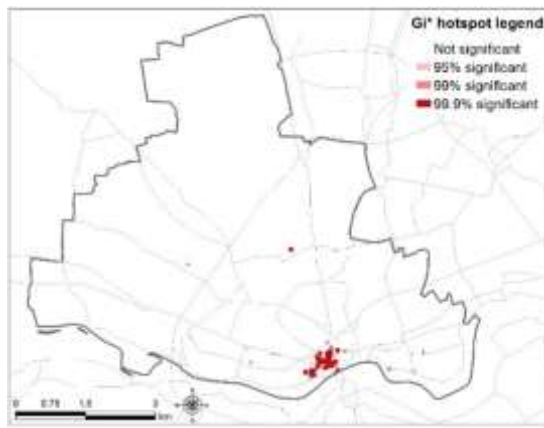 Gi* hotspot legend
Not significant
95% significant
99% significant
99.9% significant
0 0.75 1.5 3
km